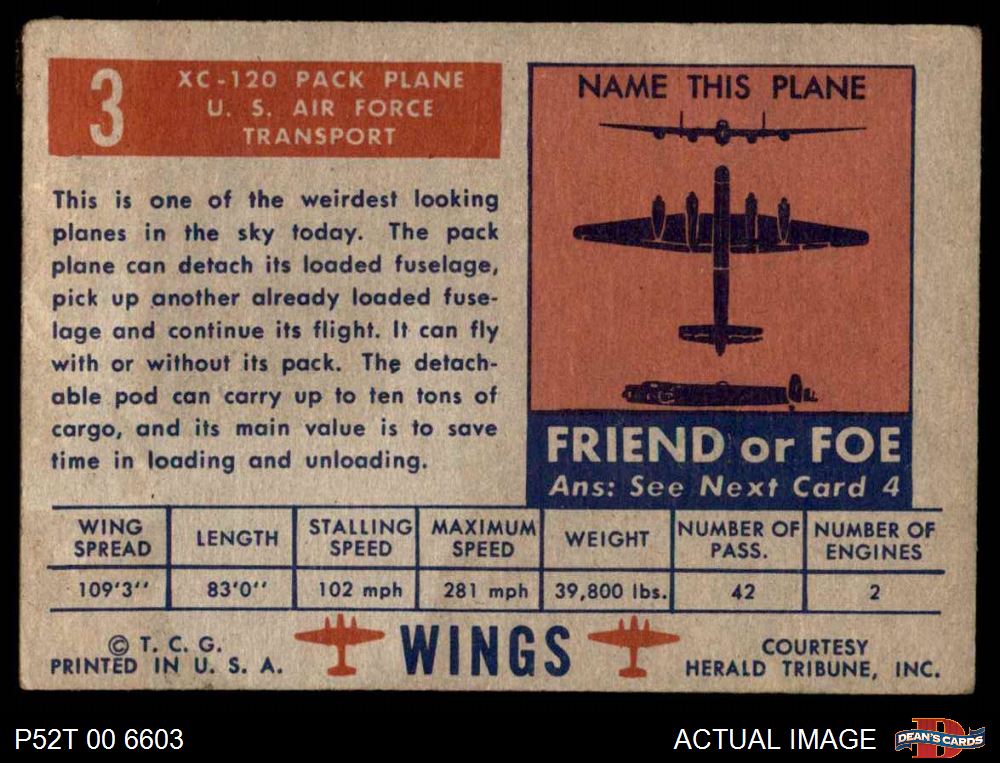 3
XC-120 PACK PLANE
U. S. AIR FORCE
TRANSPORT
This is one of the weirdest looking
planes in the sky today. The pack
plane can detach its loaded fuselage,
pick up another already loaded fuse-
lage and continue its flight. It can fly
with or without its pack. The detach-
able pod can carry up to ten tons of
cargo, and its main value is to save
time in loading and unloading.
NAME THIS PLANE
FRIEND or FOE
Ans: See Next Card 4
WING SPREAD LENGTH STALLING SPEED MAXIMUM SPEED WEIGHT NUMBER OF PASS. NUMBER OF ENGINES
109'3'' 83'0'' 102 mph 281 mph 39,800 lbs. 42 2
© T. C. G.
PRINTED IN U. S. A.
WINGS
COURTESY
HERALD TRIBUNE, INC.
P52T 00 6603
ACTUAL IMAGE
D
DEAN'S CARDS